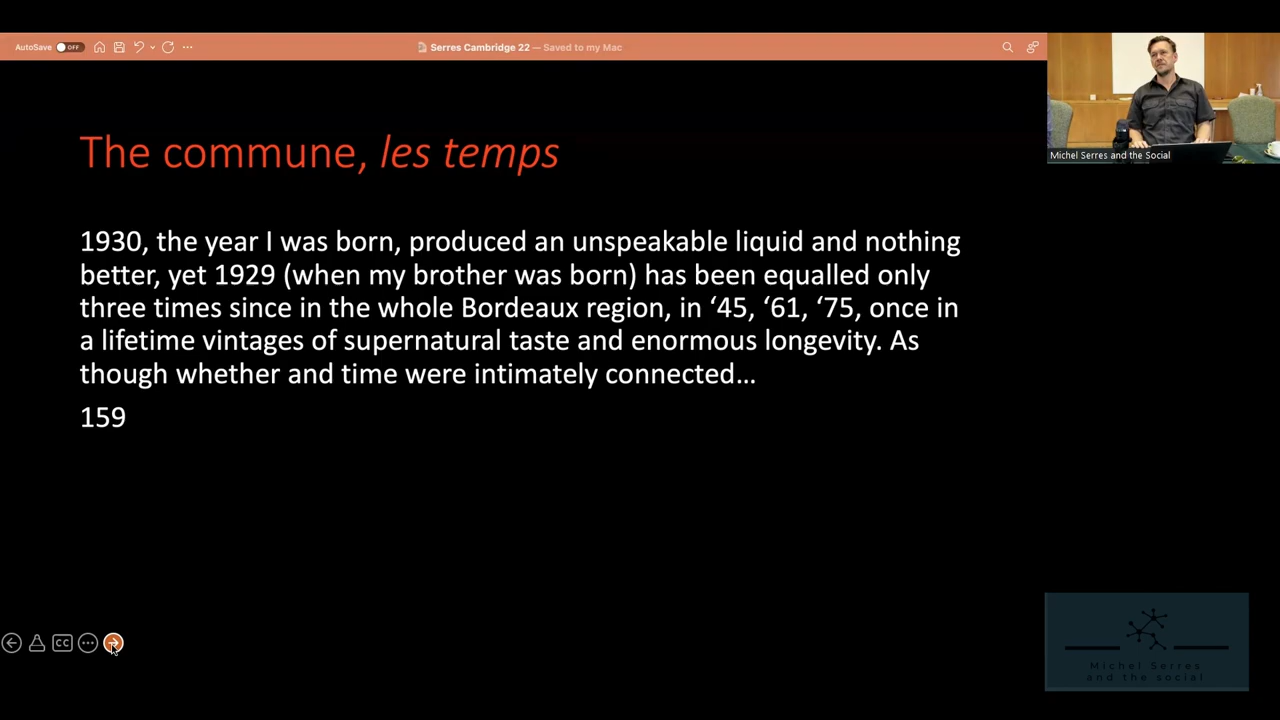 AutoSave OFF
Serres Cambridge 22 — Saved to my Mac
Michel Serres and the Social
The commune, les temps
1930, the year I was born, produced an unspeakable liquid and nothing
better, yet 1929 (when my brother was born) has been equalled only
three times since in the whole Bordeaux region, in ‘45, ‘61, ‘75, once in
a lifetime vintages of supernatural taste and enormous longevity. As
though whether and time were intimately connected…
159
CC
Michel Serres
and the social